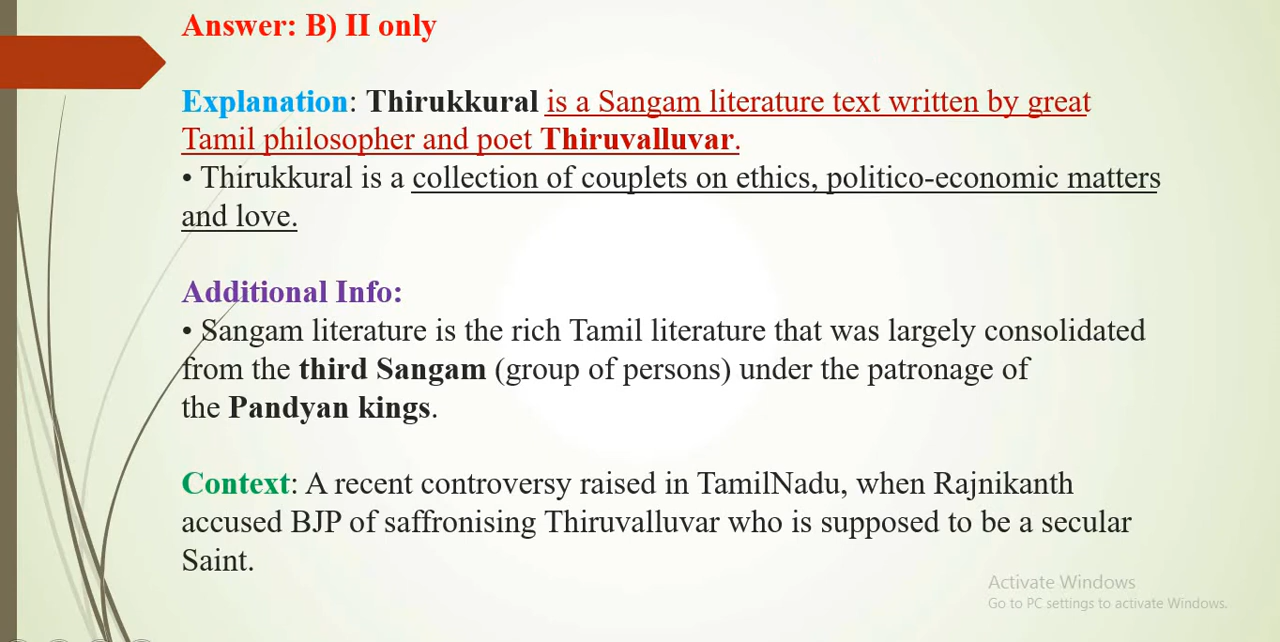 Answer: B) II only
Explanation: Thirukkural is a Sangam literature text written by great
Tamil philosopher and poet Thiruvalluvar.
• Thirukkural is a collection of couplets on ethics, politico-economic matters
and love.
Additional Info:
• Sangam literature is the rich Tamil literature that was largely consolidated
from the third Sangam (group of persons) under the patronage of
the Pandyan kings.
Context: A recent controversy raised in TamilNadu, when Rajnikanth
accused BJP of saffronising Thiruvalluvar who is supposed to be a secular
Saint.
Activate Windows
Go to PC settings to activate Windows.